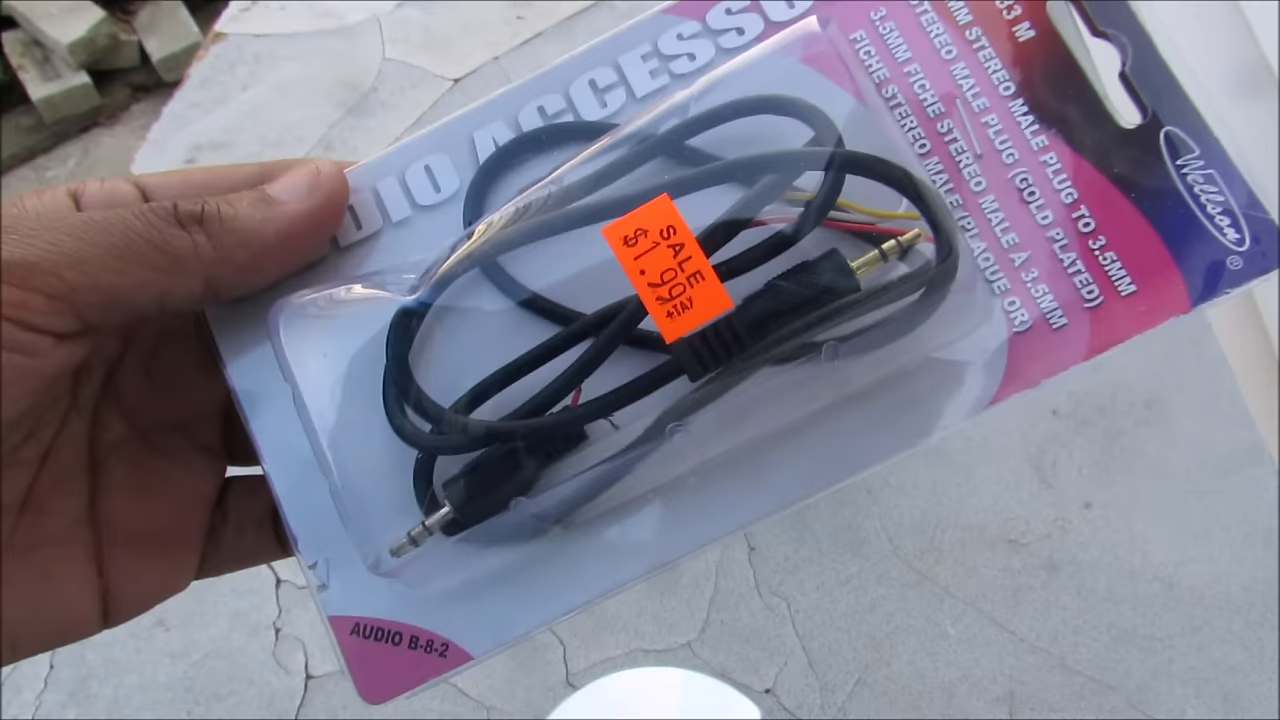 DIO ACCESSO
83 M
MM STEREO MALE PLUG TO 3.5MM
STEREO MALE PLUG (GOLD PLATED)
3.5MM FICHE STEREO MALE À 3.5MM
FICHE STEREO MALE (PLAQUE OR)
Wellson®
SALE
$1.99
+TAX
AUDIO B-8-2